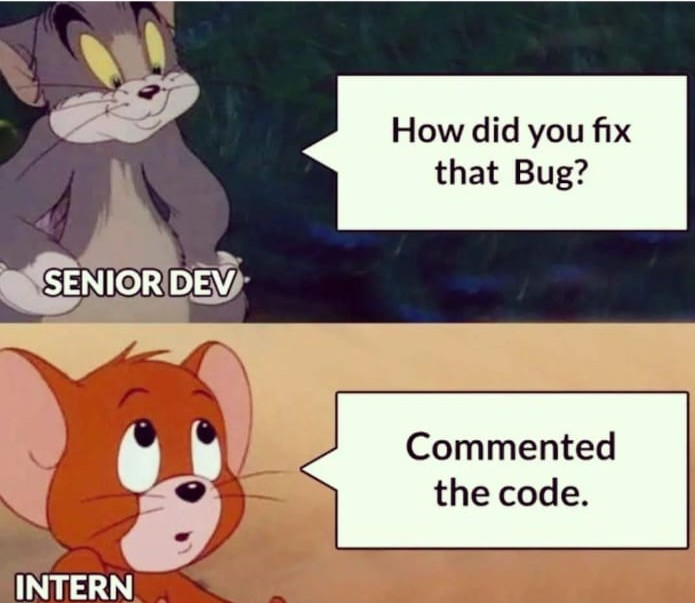 How did you fix
that Bug?
SENIOR DEV
Commented
the code.
INTERN